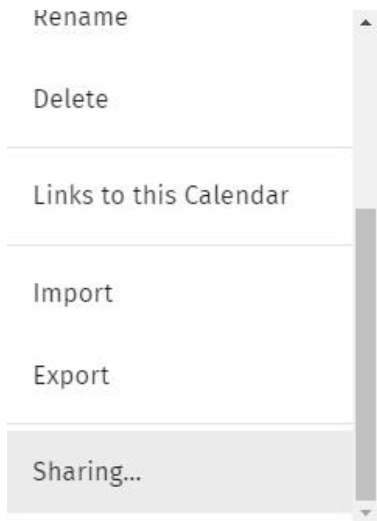 Rename
Delete
Links to this Calendar
Import
Export
Sharing...